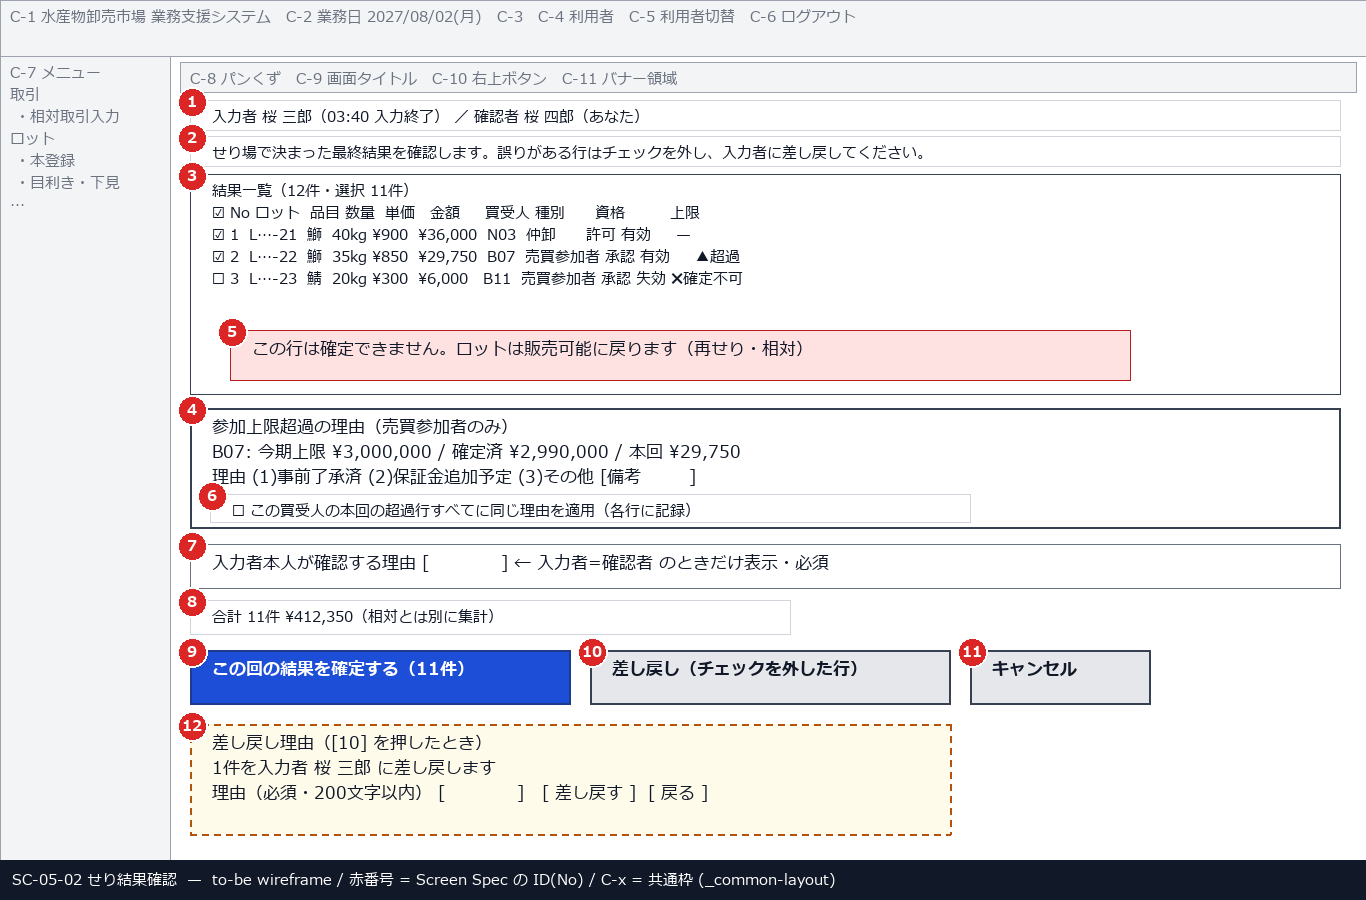 C-1 水産物卸売市場 業務支援システム C-2 業務日 2027/08/02(月) C-3 C-4 利用者 C-5 利用者切替 C-6 ログアウト
C-7 メニュー
取引
・相対取引入力
ロット
・本登録
・目利き・下見
…
C-8 パンくず C-9 画面タイトル C-10 右上ボタン C-11 バナー領域
1
入力者 桜 三郎（03:40 入力終了） ／ 確認者 桜 四郎（あなた）
2
せり場で決まった最終結果を確認します。誤りがある行はチェックを外し、入力者に差し戻してください。
3
結果一覧（12件・選択 11件）
☑ No ロット 品目 数量 単価 金額 買受人 種別 資格 上限
☑ 1 L…-21 鰤 40kg ¥900 ¥36,000 N03 仲卸 許可 有効 —
☑ 2 L…-22 鰤 35kg ¥850 ¥29,750 B07 売買参加者 承認 有効 ▲超過
☐ 3 L…-23 鯖 20kg ¥300 ¥6,000 B11 売買参加者 承認 失効 ✕確定不可
5
この行は確定できません。ロットは販売可能に戻ります（再せり・相対）
4
参加上限超過の理由（売買参加者のみ）
B07: 今期上限 ¥3,000,000 / 確定済 ¥2,990,000 / 本回 ¥29,750
理由 (1)事前了承済 (2)保証金追加予定 (3)その他 [備考 ]
6
☐ この買受人の本回の超過行すべてに同じ理由を適用（各行に記録）
7
入力者本人が確認する理由 [ ] ← 入力者=確認者 のときだけ表示・必須
8
合計 11件 ¥412,350（相対とは別に集計）
9
この回の結果を確定する（11件）
10
差し戻し（チェックを外した行）
11
キャンセル
12
差し戻し理由（[10] を押したとき）
1件を入力者 桜 三郎 に差し戻します
理由（必須・200文字以内） [ ] [ 差し戻す ] [ 戻る ]
SC-05-02 せり結果確認 — to-be wireframe / 赤番号 = Screen Spec の ID(No) / C-x = 共通枠 (_common-layout)